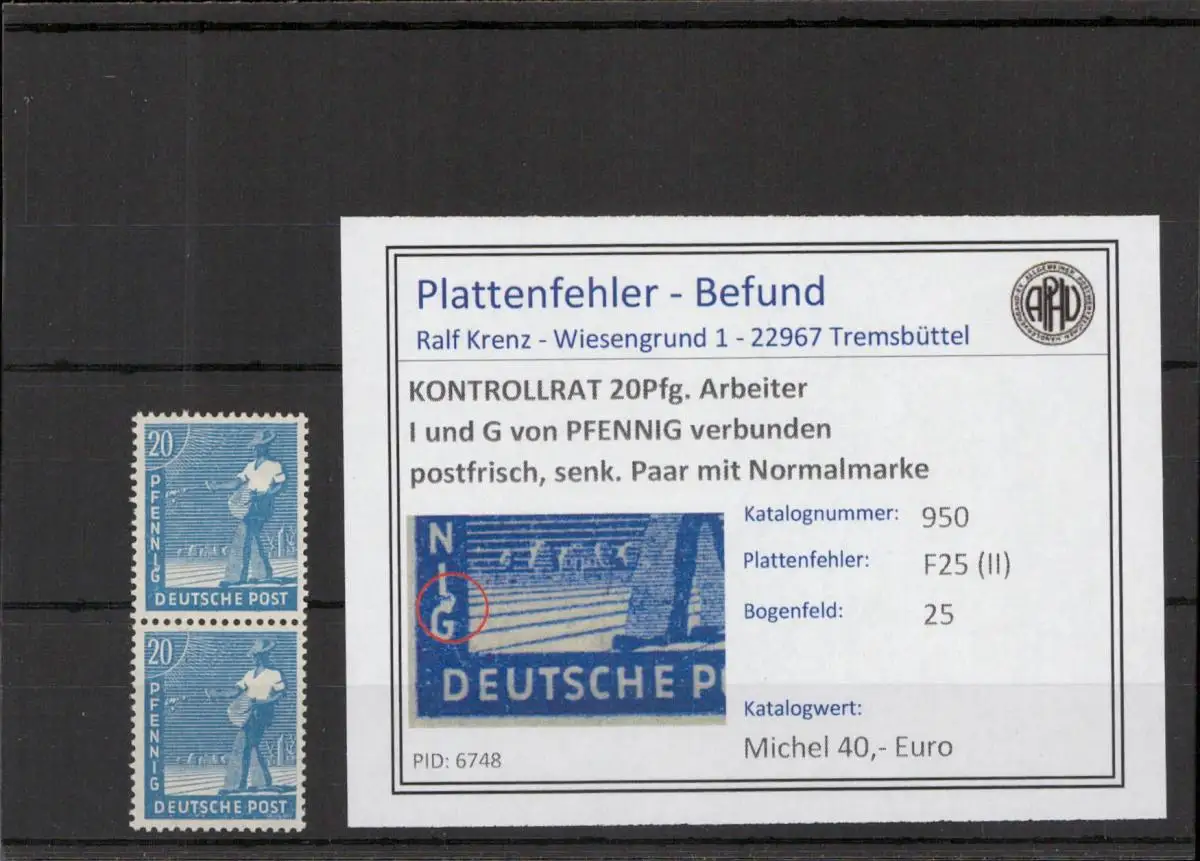 20
PFENNIG
DEUTSCHE POST
20
PFENNIG
DEUTSCHE POST
Plattenfehler - Befund
Ralf Krenz - Wiesengrund 1 - 22967 Tremsbüttel
APHV
KONTROLLRAT 20Pfg. Arbeiter
I und G von PFENNIG verbunden
postfrisch, senk. Paar mit Normalmarke
NIG
DEUTSCHE P
Katalognummer: 950
Plattenfehler: F25 (II)
Bogenfeld: 25
Katalogwert:
Michel 40,- Euro
PID: 6748